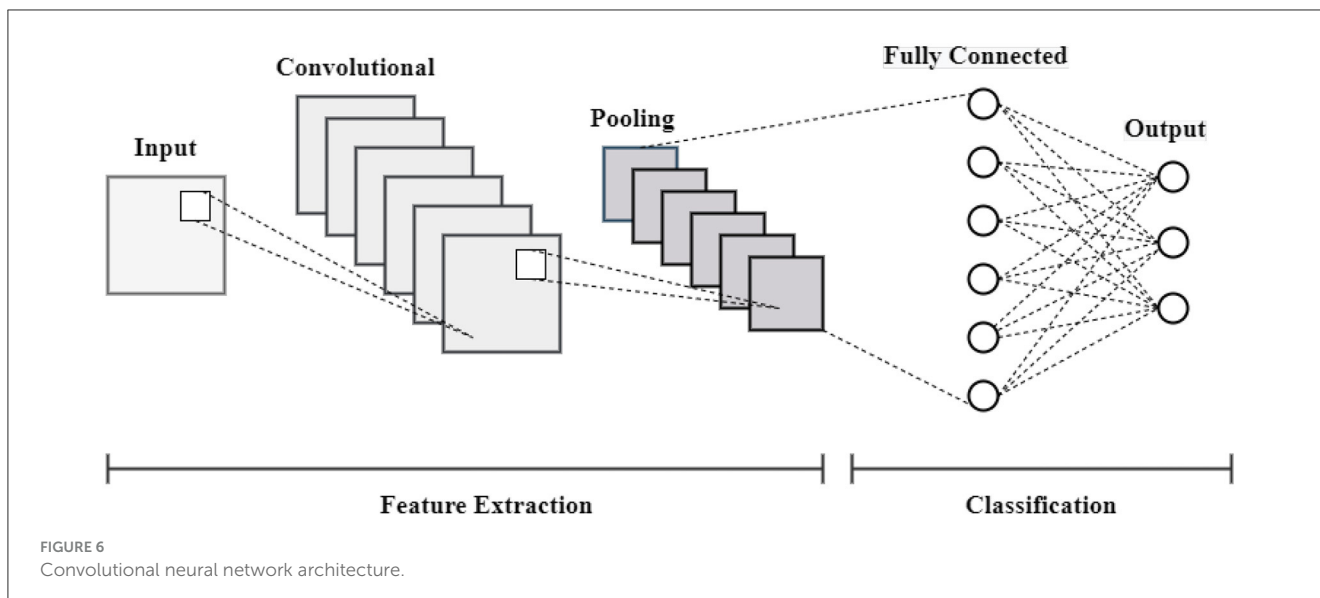 Fully Connected
Convolutional
Pooling
Output
Input
Feature Extraction
Classification
FIGURE 6
Convolutional neural network architecture.